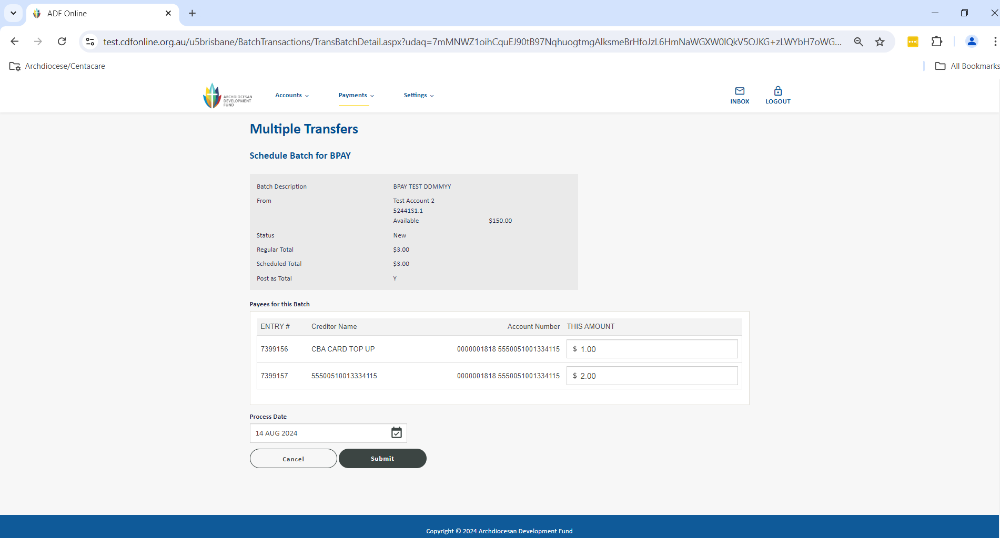 ADF Online
test.cdfonline.org.au/u5brisbane/BatchTransactions/TransBatchDetail.aspx?udaq=7mMNWZ1oihCquEJ90tB97NqhuogtmgAlksmeBrHfoJzL6HmNaWGXW0lQkV5OJKG+zLWYbH7oWG...
Archdiocese/Centacare
All Bookmarks
ARCHDIOCESAN
DEVELOPMENT
FUND
Accounts
Payments
Settings
INBOX
LOGOUT
Multiple Transfers
Schedule Batch for BPAY
Batch Description BPAY TEST DDMMYY
From Test Account 2
52441S1.1
Available $150.00
Status New
Regular Total $3.00
Scheduled Total $3.00
Post as Total Y
Payees for this Batch
ENTRY # Creditor Name Account Number THIS AMOUNT
7399156 CBA CARD TOP UP 0000001818 5550051001334115 $ 1.00
7399157 55500510013334115 0000001818 5550051001334115 $ 2.00
Process Date
14 AUG 2024
Cancel Submit
Copyright © 2024 Archdiocesan Development Fund